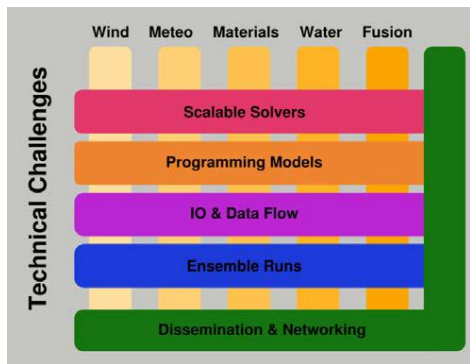 Wind Meteo Materials Water Fusion
Technical Challenges
Scalable Solvers
Programming Models
IO & Data Flow
Ensemble Runs
Dissemination & Networking